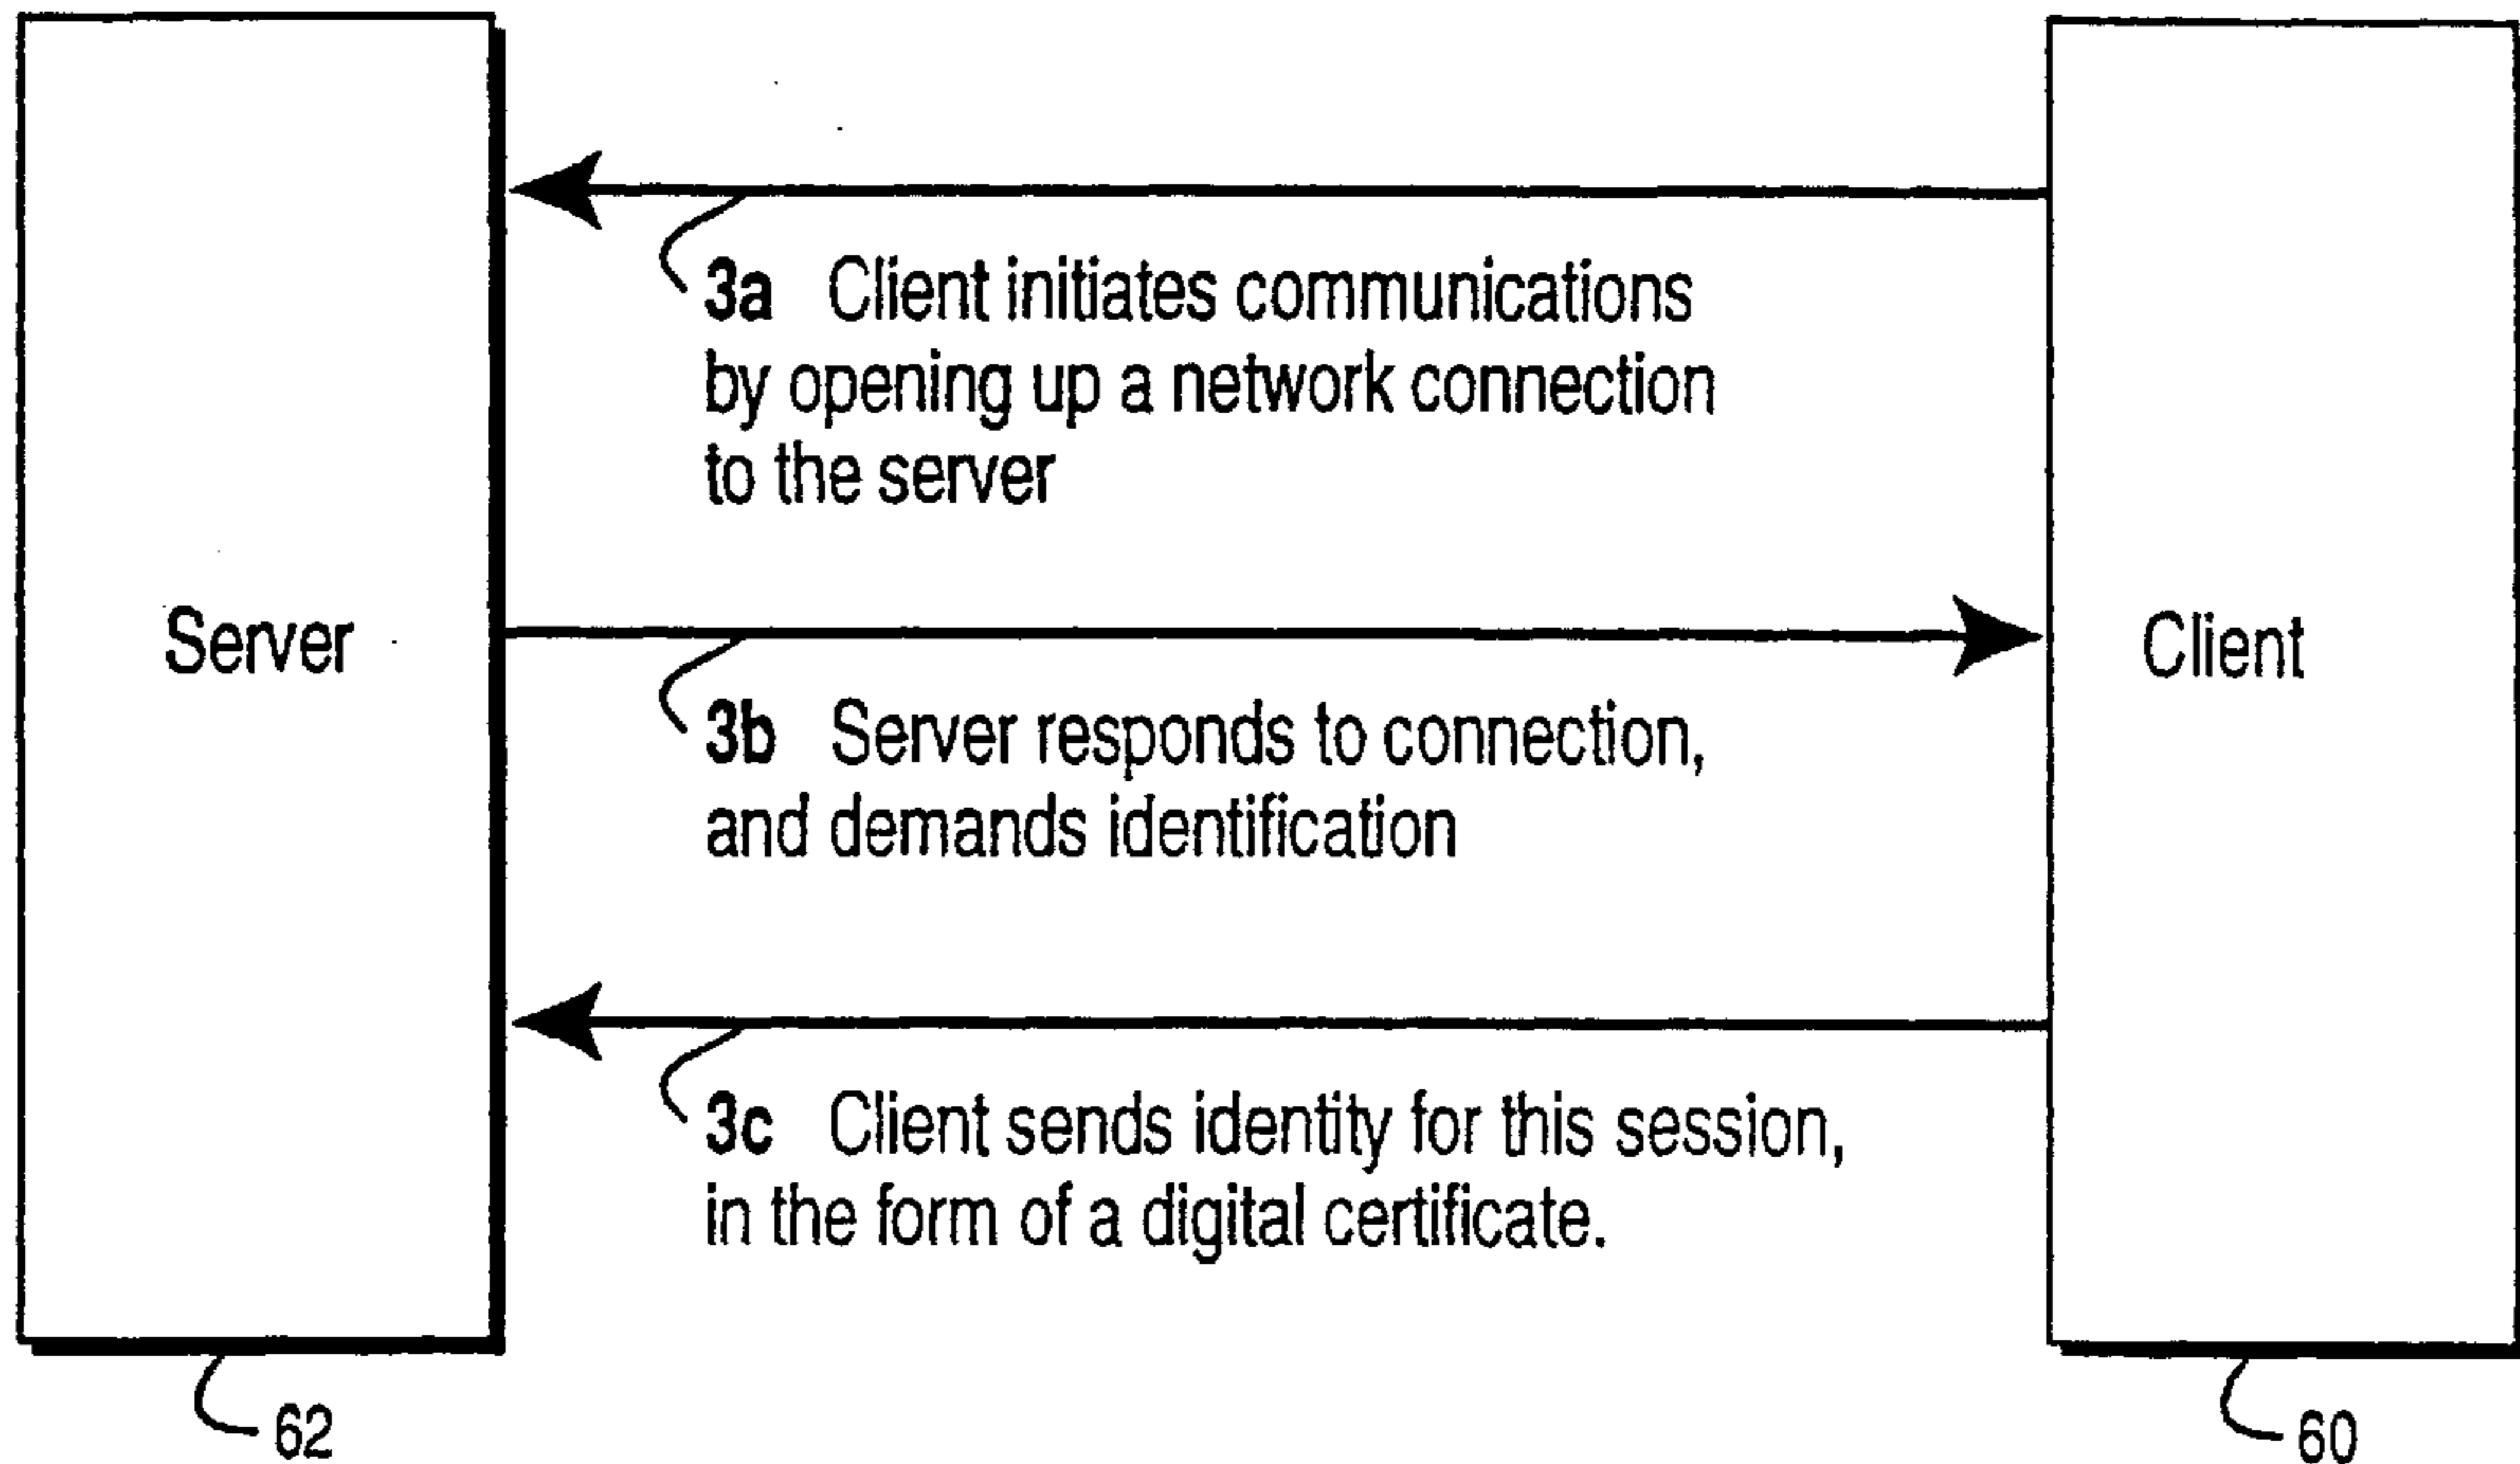 3a Client initiates communications
by opening up a network connection
to the server
Server
Client
3b Server responds to connection,
and demands identification
3c Client sends identity for this session,
in the form of a digital certificate.
62
60